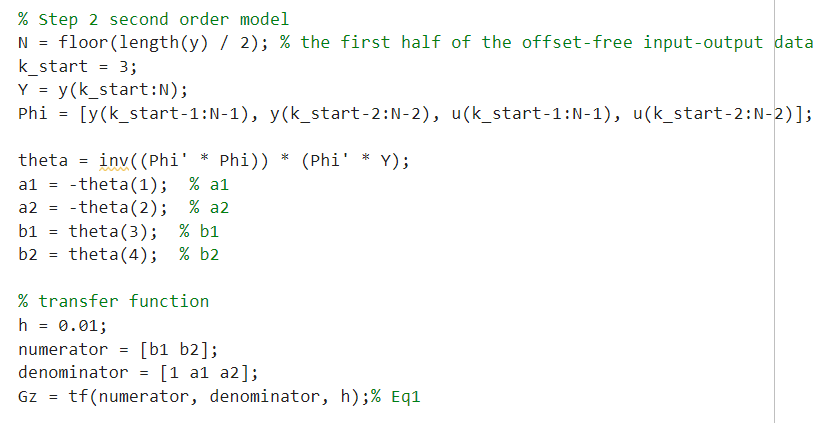 % Step 2 second order model
N = floor(length(y) / 2); % the first half of the offset-free input-output data
k_start = 3;
Y = y(k_start:N);
Phi = [y(k_start-1:N-1), y(k_start-2:N-2), u(k_start-1:N-1), u(k_start-2:N-2)];
theta = inv((Phi' * Phi)) * (Phi' * Y);
a1 = -theta(1);  % a1
a2 = -theta(2);  % a2
b1 = theta(3);  % b1
b2 = theta(4);  % b2
% transfer function
h = 0.01;
numerator = [b1 b2];
denominator = [1 a1 a2];
Gz = tf(numerator, denominator, h);% Eq1